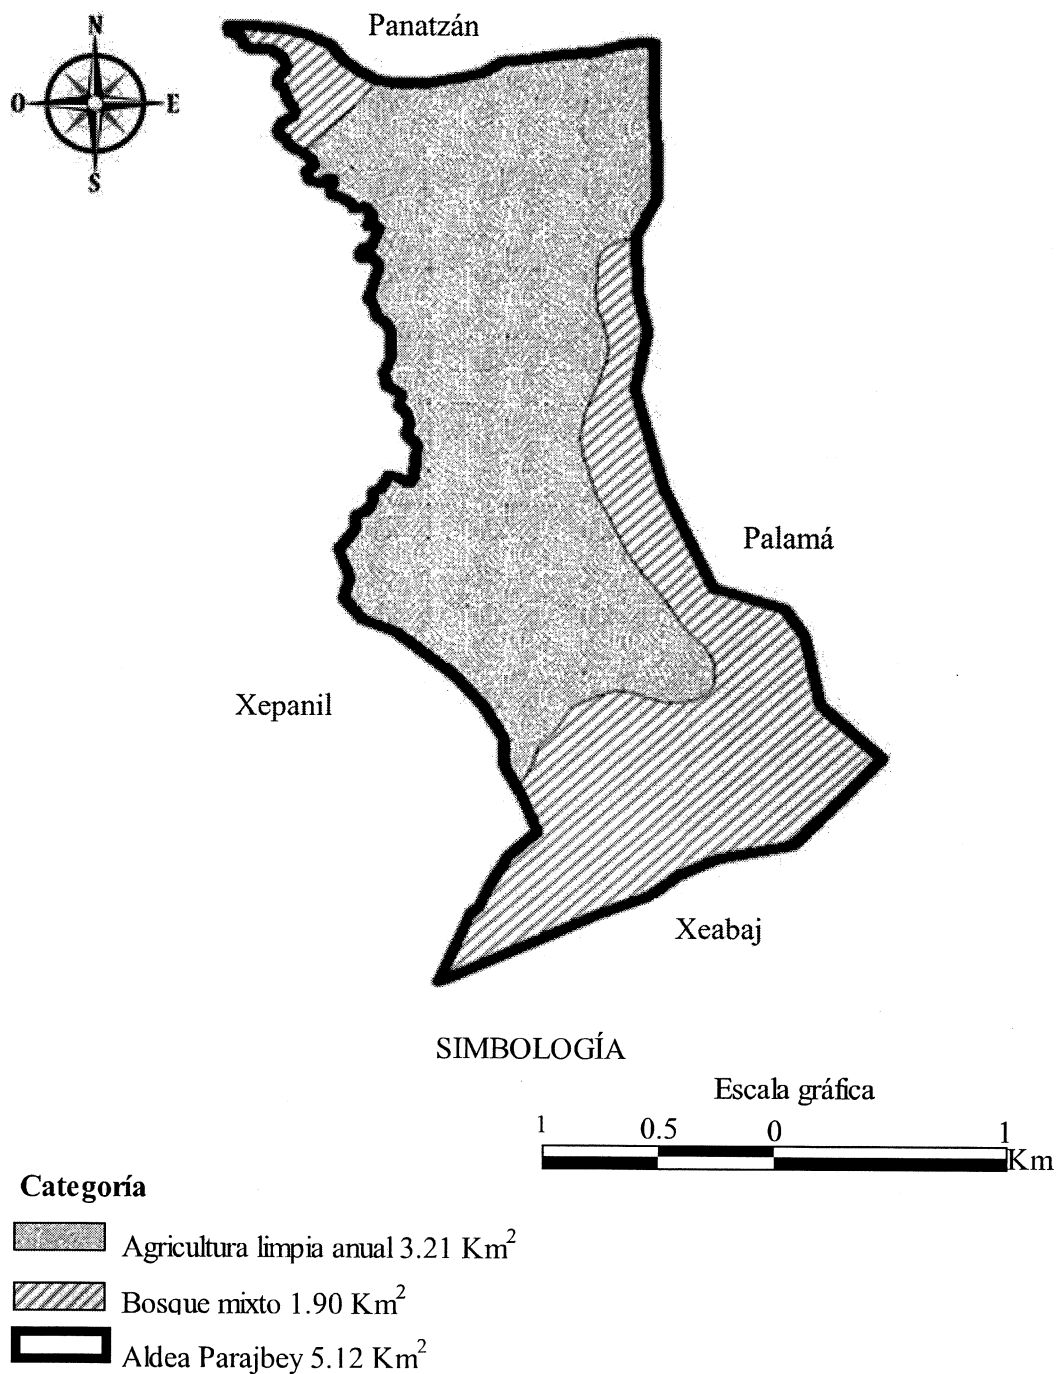 Panatzán
N
O E
S
Palamá
Xepanil
Xeabaj
SIMBOLOGÍA
Escala gráfica
1 0.5 0 1
Km
Categoría
Agricultura limpia anual 3.21 Km²
Bosque mixto 1.90 Km²
Aldea Parajbey 5.12 Km²